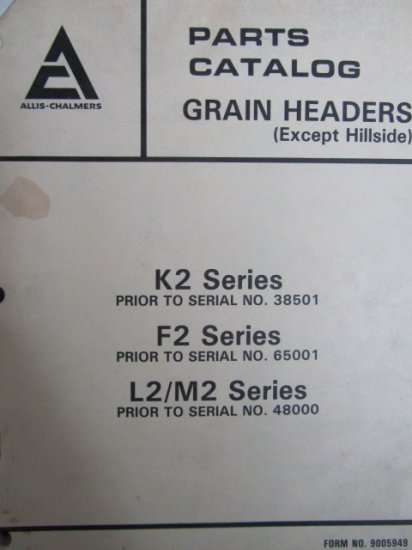 PARTS
CATALOG
ALLIS-CHALMERS
GRAIN HEADERS
(Except Hillside)
K2 Series
PRIOR TO SERIAL NO. 38501
F2 Series
PRIOR TO SERIAL NO. 65001
L2/M2 Series
PRIOR TO SERIAL NO. 48000
FORM NO. 9005949